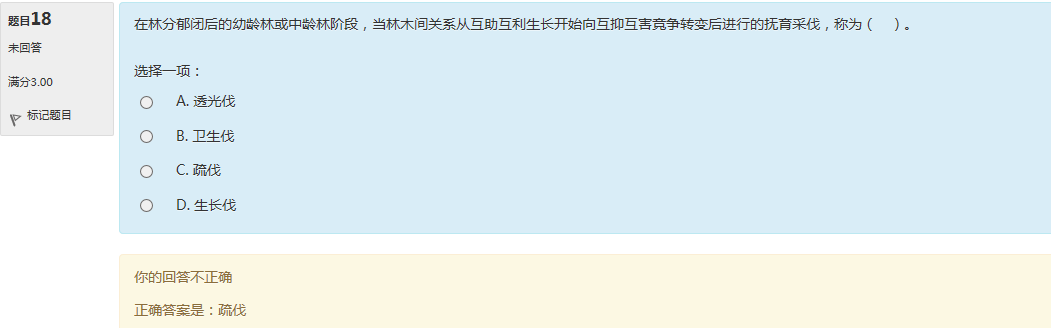 题目18
未回答
满分3.00
标记题目
在林分郁闭后的幼龄林或中龄林阶段，当林木间关系从互助互利生长开始向互抑互害竞争转变后进行的抚育采伐，称为（ ）。
选择一项：
A. 透光伐
B. 卫生伐
C. 疏伐
D. 生长伐
你的回答不正确
正确答案是：疏伐